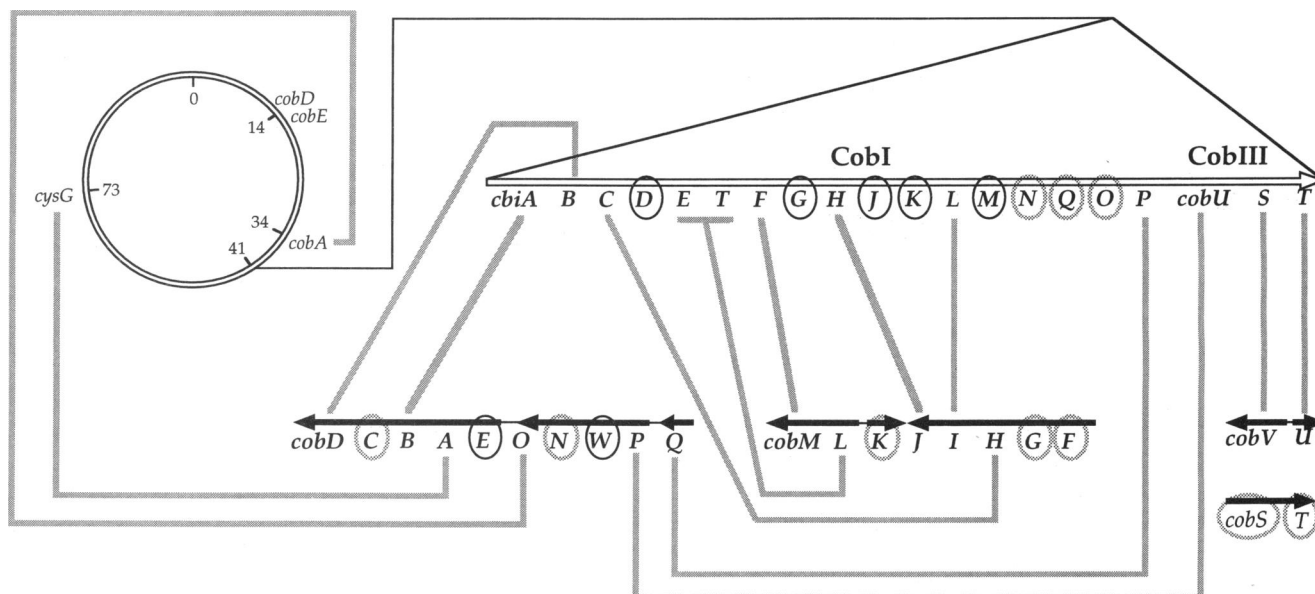 0
cobD
cobE
14
cysG
73
34
cobA
41
CobI CobIII
cbiA B C D E T F G H J K L M N Q O P cobU S T
cobD C B A E O N W P Q
cobM L K J I H G F
cobV U
cobS T